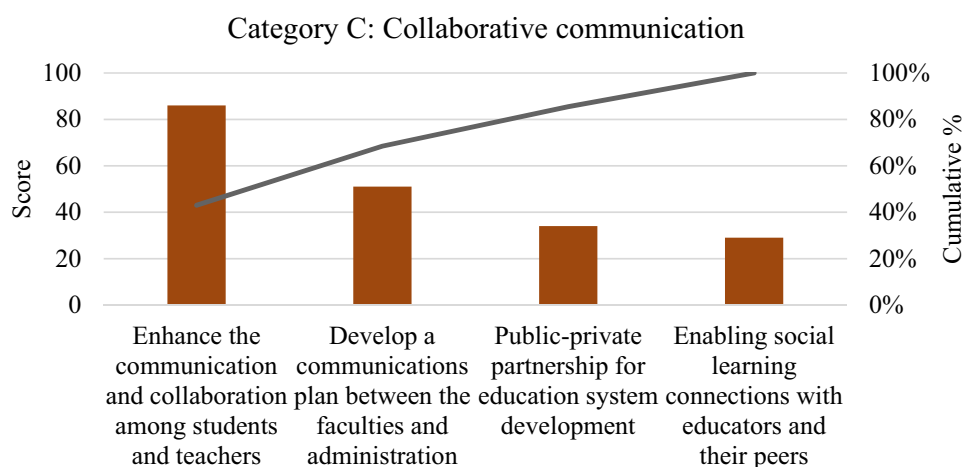 Category C: Collaborative communication
100
80
60
40
20
0
Score
100%
80%
60%
40%
20%
0%
Cumulative %
Enhance the
communication
and collaboration
among students
and teachers
Develop a
communications
plan between the
faculties and
administration
Public-private
partnership for
education system
development
Enabling social
learning
connections with
educators and
their peers